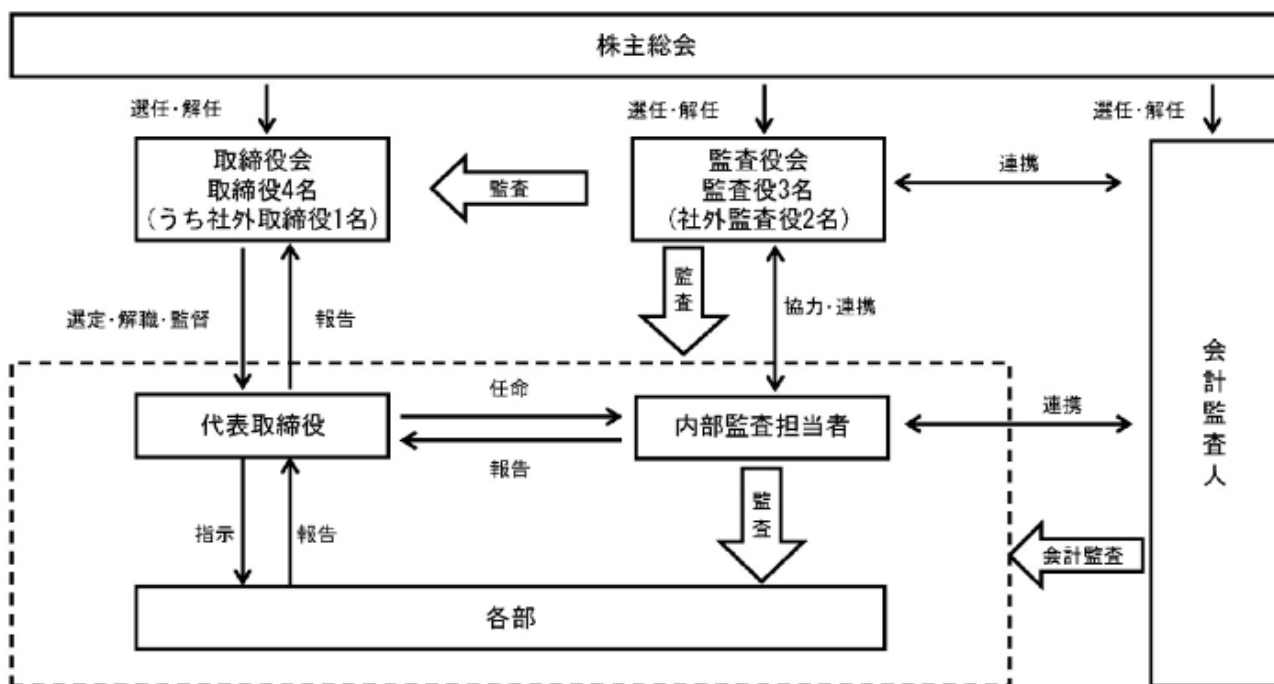 株主総会
選任・解任
選任・解任
選任・解任
取締役会
取締役4名
(うち社外取締役1名)
監査
監査役会
監査役3名
(社外監査役2名)
連携
選定・解職・監督
報告
監査
協力・連携
会計監査人
代表取締役
任命
報告
内部監査担当者
連携
指示
報告
監査
会計監査
各部